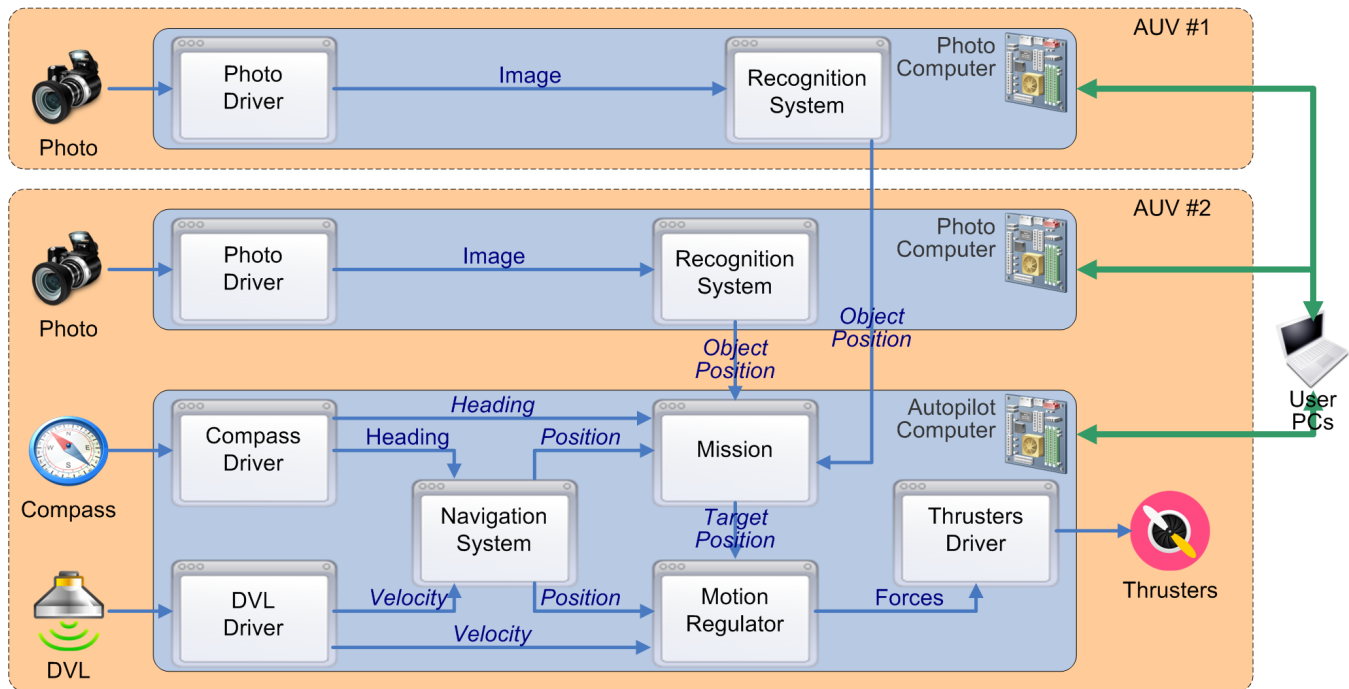 AUV #1
Photo
Computer
Photo
Driver
Image
Recognition
System
Photo
AUV #2
Photo
Computer
Photo
Driver
Image
Recognition
System
Photo
Object
Position
Object
Position
User
PCs
Autopilot
Computer
Compass
Driver
Heading
Heading
Position
Mission
Compass
Navigation
System
Target
Position
Thrusters
Driver
Thrusters
DVL
Driver
Velocity
Position
Velocity
Motion
Regulator
Forces
DVL